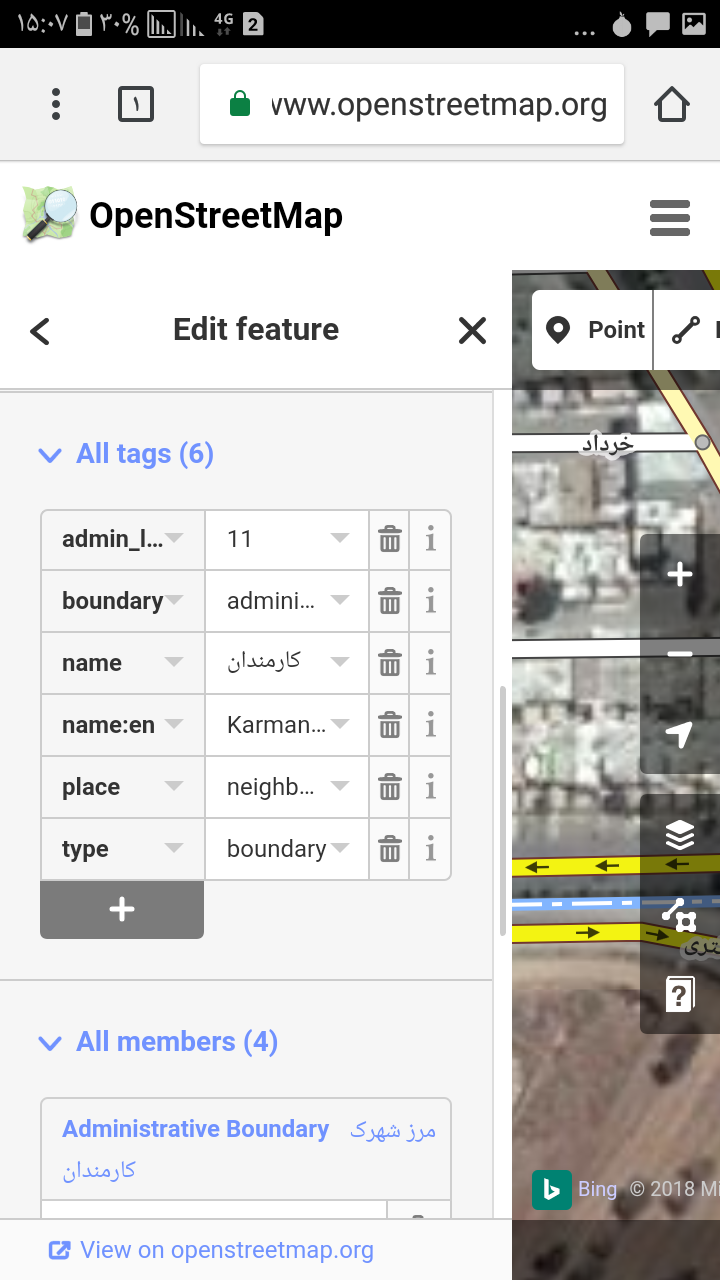 ۱۵:۰۷ ۳۰% 4G 2 ...
۱ www.openstreetmap.org
OpenStreetMap
Edit feature
Point
All tags (6)
خرداد
admin_l... 11
boundary admini...
name کارمندان
name:en Karman...
place neighb...
type boundary
+
All members (4)
Administrative Boundary مرز شهرک
کارمندان
Bing © 2018 Mi
View on openstreetmap.org